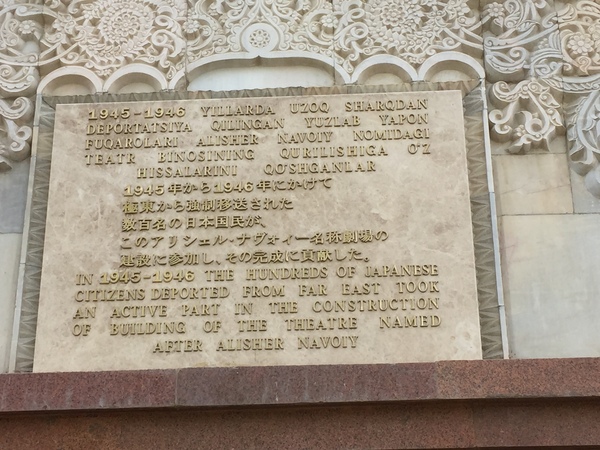 1945-1946 YILLARDA UZOQ SHARQDAN
DEPORTATSIYA QILINGAN YUZLAB YAPON
FUQAROLARI ALISHER NAVOIY NOMIDAGI
TEATR BINOSINING QURILISHIGA O'Z
HISSALARINI QO'SHGANLAR
1945年から1946年にかけて
極東から強制移送された
数百名の日本国民が、
このアリシェル・ナヴォイー名称劇場の
建設に参加し、その完成に貢献した。
IN 1945-1946 THE HUNDREDS OF JAPANESE
CITIZENS DEPORTED FROM FAR EAST TOOK
AN ACTIVE PART IN THE CONSTRUCTION
OF BUILDING OF THE THEATRE NAMED
AFTER ALISHER NAVOIY